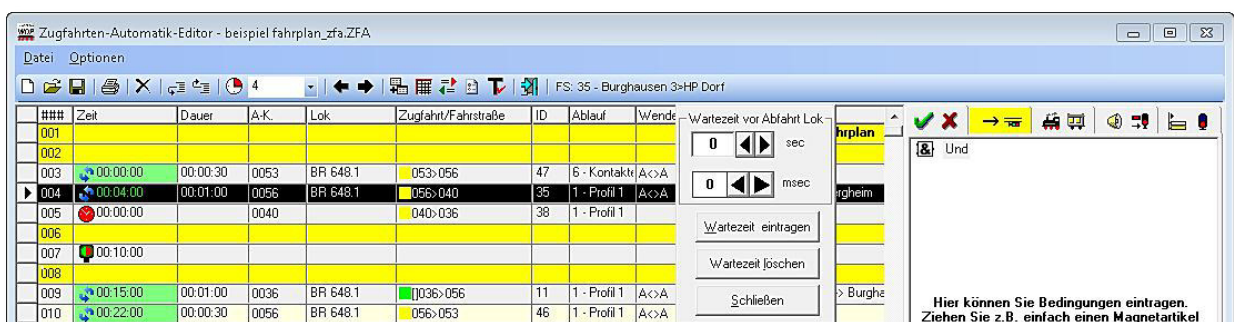 Zugfahrten-Automatik-Editor - beispiel fahrplan_zfa.ZFA
Datei Optionen
4 FS: 35 - Burghausen 3>HP Dorf
### Zeit Dauer A-K. Lok Zugfahrt/Fahrstraße ID Ablauf Wende
001 hrplan
002
003 00:00:00 00:00:30 0053 BR 648.1 053>056 47 6 - Kontakte A<>A
004 00:04:00 00:01:00 0056 BR 648.1 056>040 35 1 - Profil 1 A<>A ergheim
005 00:00:00 0040 040>036 38 1 - Profil 1
006
007 00:10:00
008
009 00:15:00 00:01:00 0036 BR 648.1 []036>056 11 1 - Profil 1 A<>A > Burgha
010 00:22:00 00:00:30 0056 BR 648.1 056>053 46 1 - Profil 1 A<>A
Wartezeit vor Abfahrt Lok
0 sec
0 msec
Wartezeit eintragen
Wartezeit löschen
Schließen
{&} Und
Hier können Sie Bedingungen eintragen.
Ziehen Sie z.B. einfach einen Magnetartikel